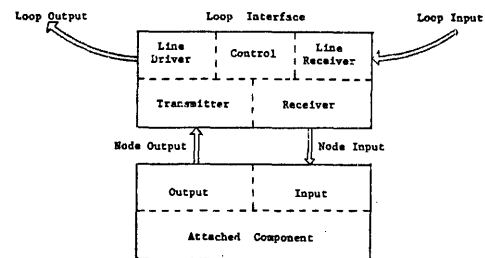 Loop Output Loop Interface Loop Input
Line Driver Control Line Receiver
Transmitter Receiver
Node Output Node Input
Output Input
Attached Component